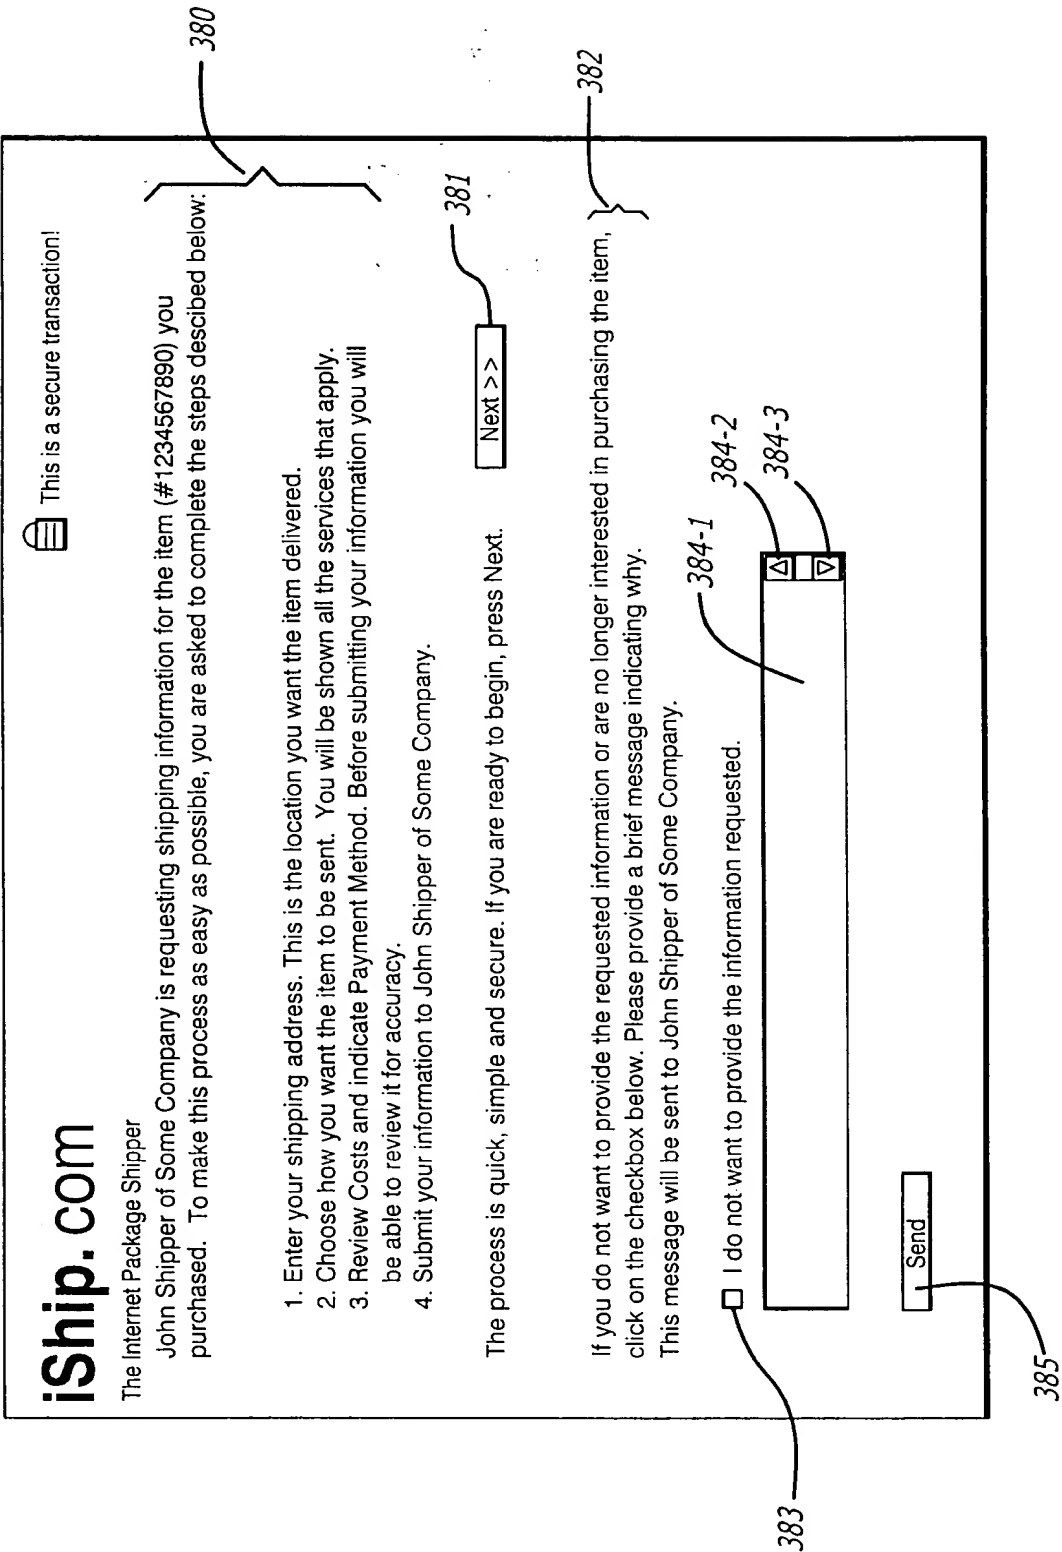 iShip.com
This is a secure transaction!
The Internet Package Shipper
John Shipper of Some Company is requesting shipping information for the item (#1234567890) you
purchased. To make this process as easy as possible, you are asked to complete the steps descibed below:
380
1. Enter your shipping address. This is the location you want the item delivered.
2. Choose how you want the item to be sent. You will be shown all the services that apply.
3. Review Costs and indicate Payment Method. Before submitting your information you will
be able to review it for accuracy.
4. Submit your information to John Shipper of Some Company.
381
The process is quick, simple and secure. If you are ready to begin, press Next.
Next >>
If you do not want to provide the requested information or are no longer interested in purchasing the item,
click on the checkbox below. Please provide a brief message indicating why.
This message will be sent to John Shipper of Some Company.
382
I do not want to provide the information requested.
383
384-1
384-2
384-3
Send
385